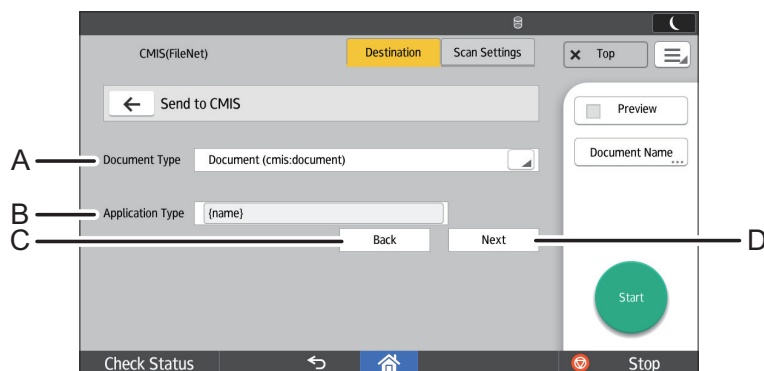 CMIS(FileNet) Destination Scan Settings Top
Send to CMIS
Preview
A Document Type Document (cmis:document) Document Name...
B Application Type {name}
C Back Next D
Start
Check Status Stop